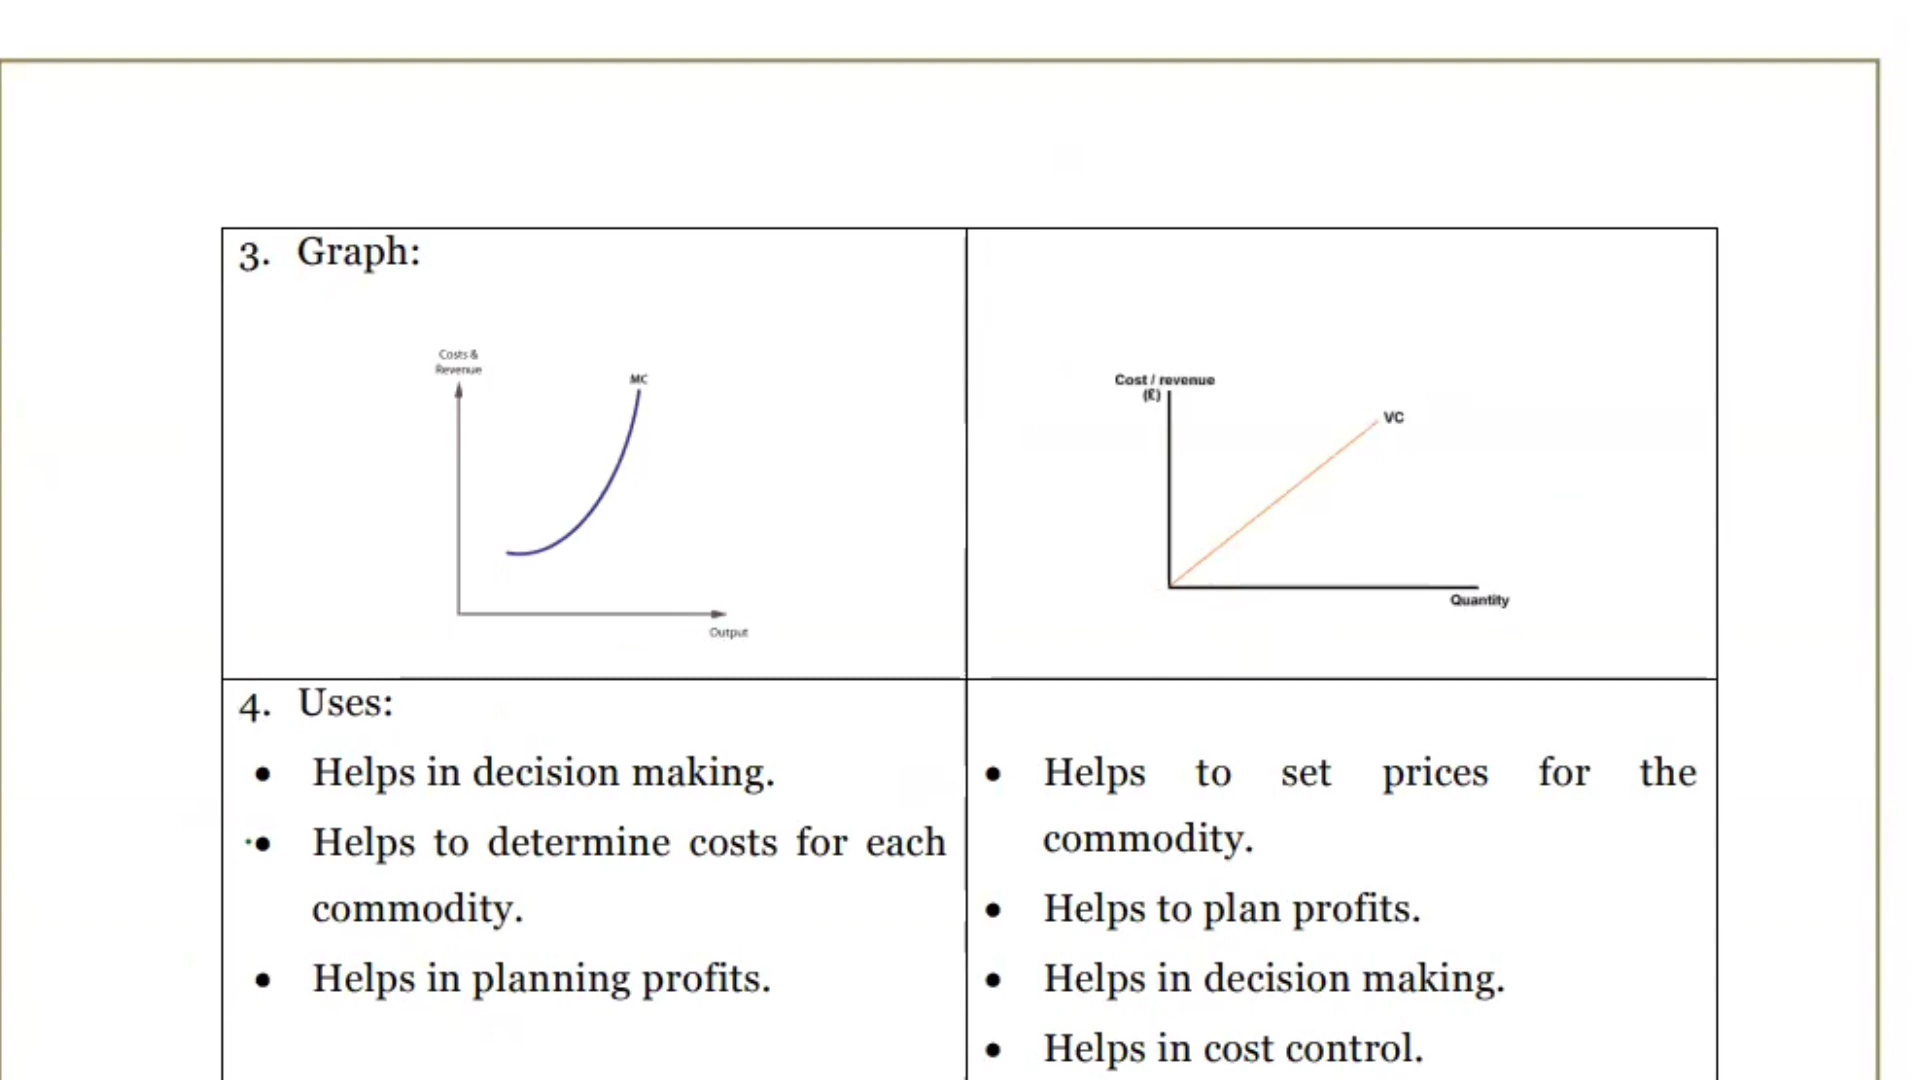 3. Graph:
Costs &
Revenue
MC
Output
Cost / revenue
(£)
VC
Quantity
4. Uses:
• Helps in decision making.
• Helps to determine costs for each
commodity.
• Helps in planning profits.
• Helps to set prices for the
commodity.
• Helps to plan profits.
• Helps in decision making.
• Helps in cost control.